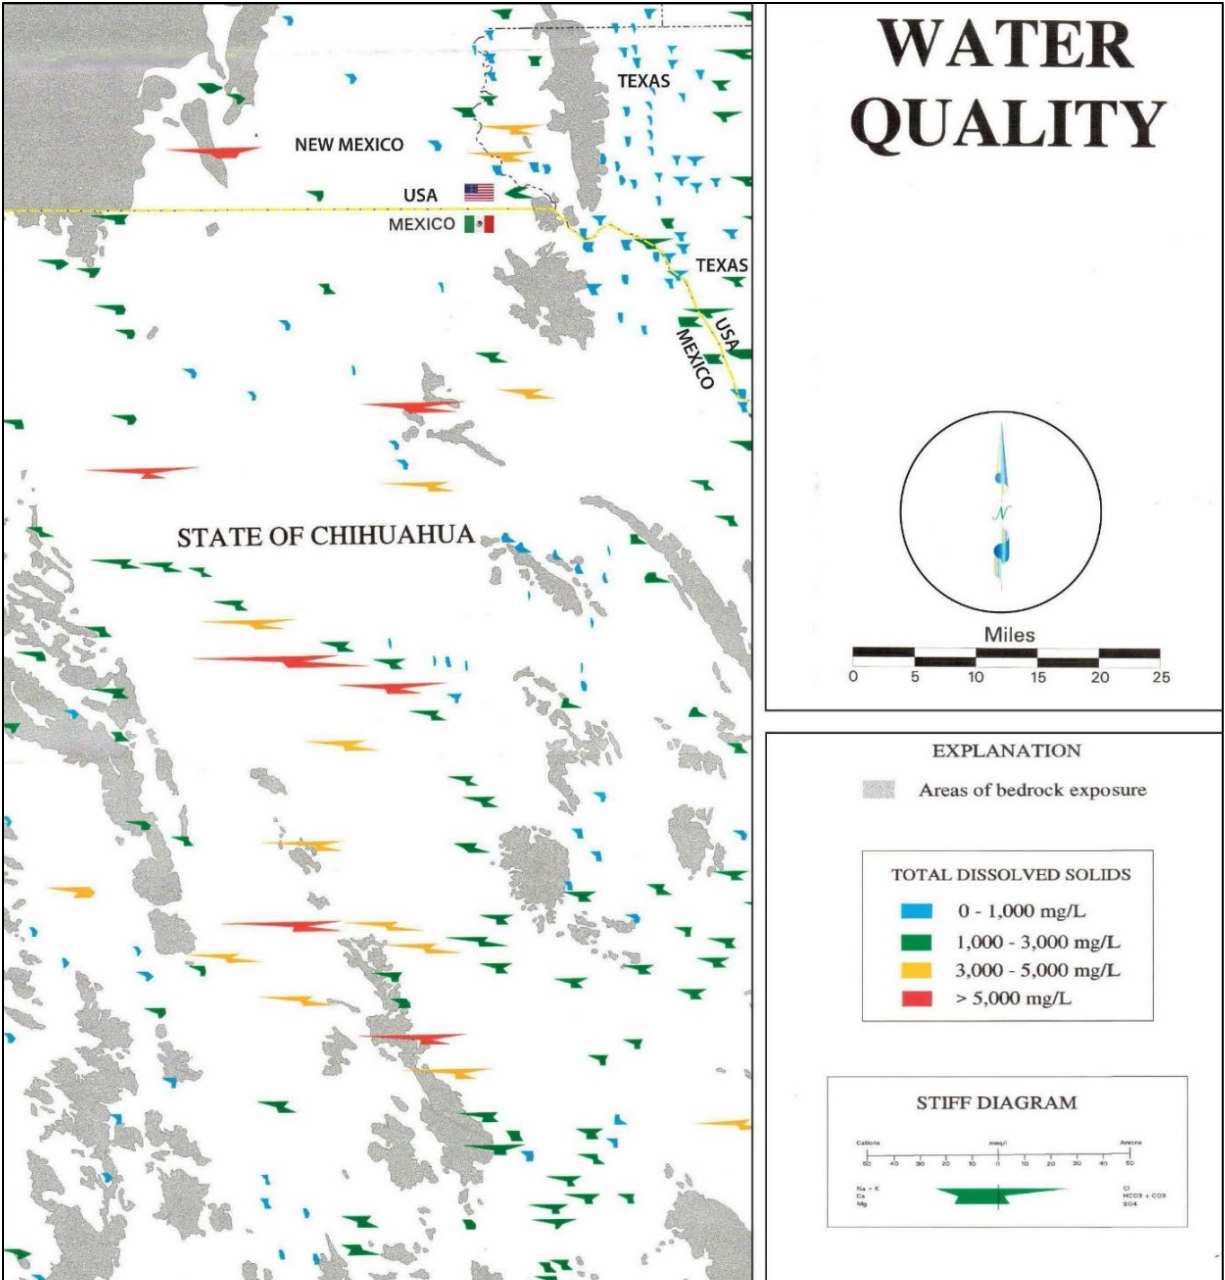 WATER
QUALITY
TEXAS
NEW MEXICO
USA
MEXICO
TEXAS
USA
MEXICO
STATE OF CHIHUAHUA
N
Miles
0 5 10 15 20 25
EXPLANATION
Areas of bedrock exposure
TOTAL DISSOLVED SOLIDS
0 - 1,000 mg/L
1,000 - 3,000 mg/L
3,000 - 5,000 mg/L
> 5,000 mg/L
STIFF DIAGRAM
Cations meq/l Anions
50 40 30 20 10 0 10 20 30 40 50
Na + K Cl
Ca HCO3 + CO3
Mg SO4